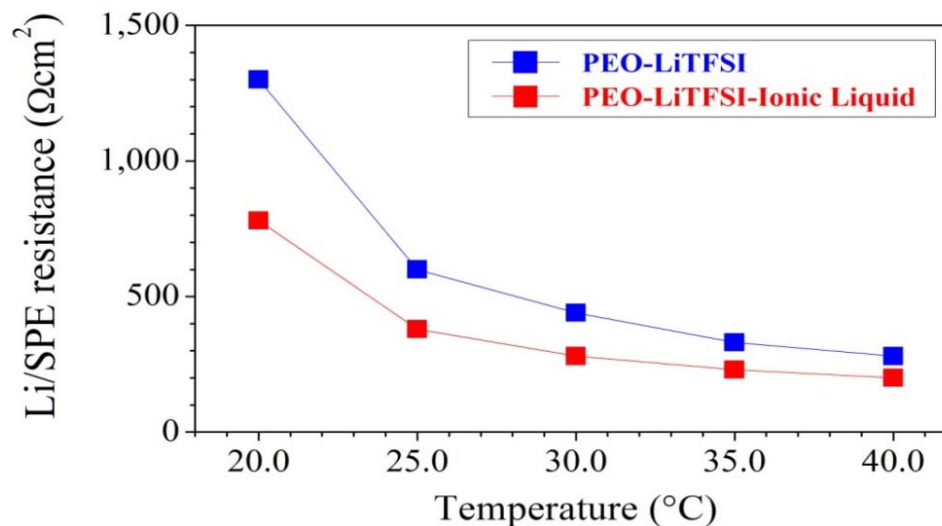 Li/SPE resistance (Ωcm²)
1,500
1,000
500
0
PEO-LiTFSI
PEO-LiTFSI-Ionic Liquid
20.0 25.0 30.0 35.0 40.0
Temperature (°C)